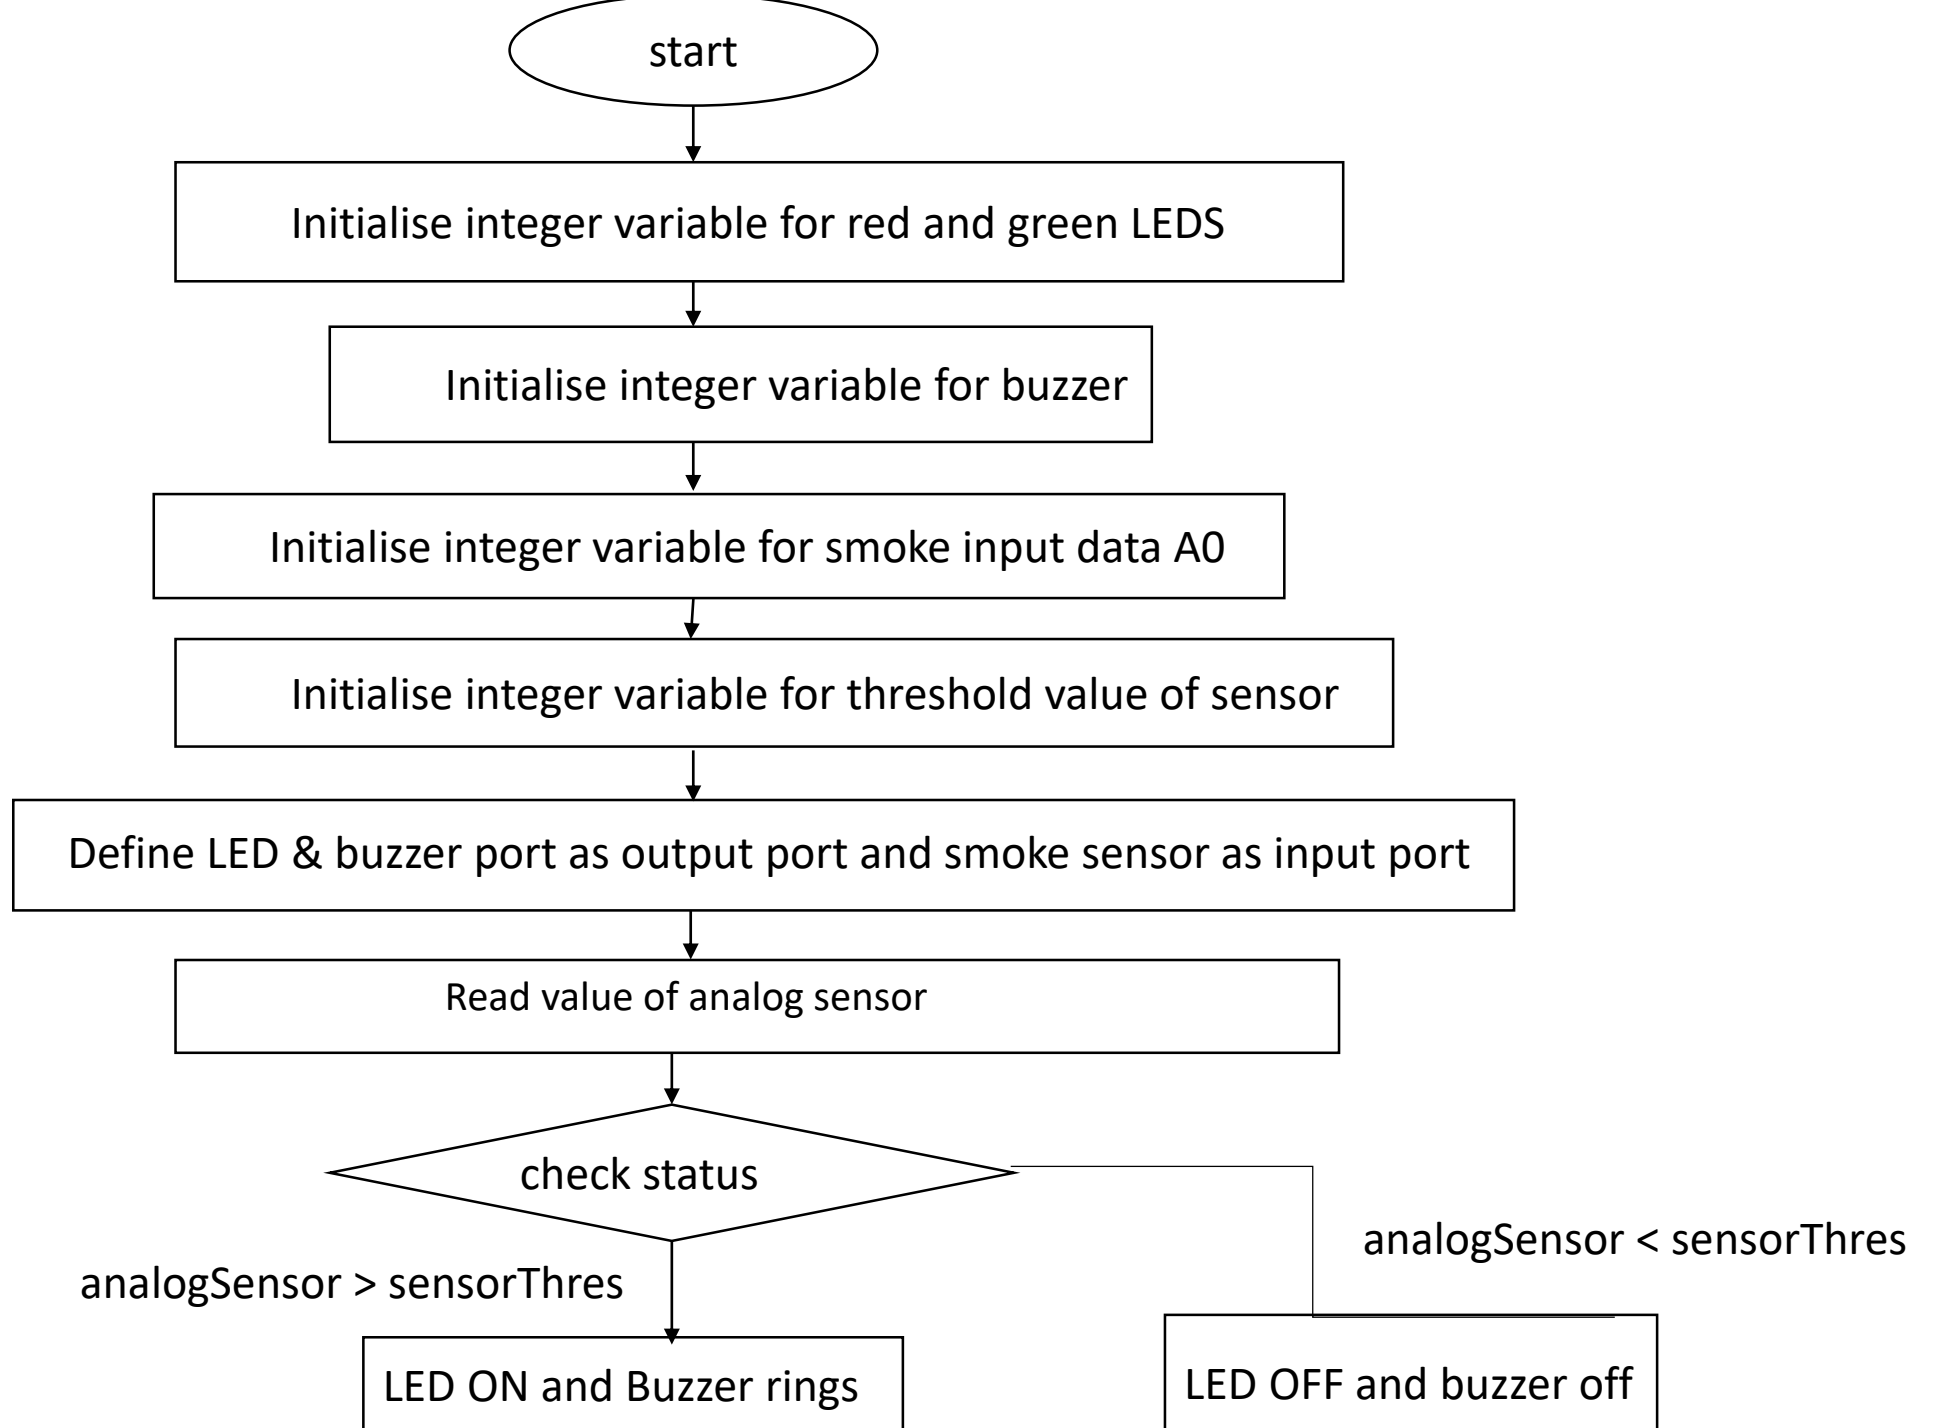 start
Initialise integer variable for red and green LEDS
Initialise integer variable for buzzer
Initialise integer variable for smoke input data A0
Initialise integer variable for threshold value of sensor
Define LED & buzzer port as output port and smoke sensor as input port
Read value of analog sensor
check status
analogSensor < sensorThres
analogSensor > sensorThres
LED ON and Buzzer rings
LED OFF and buzzer off